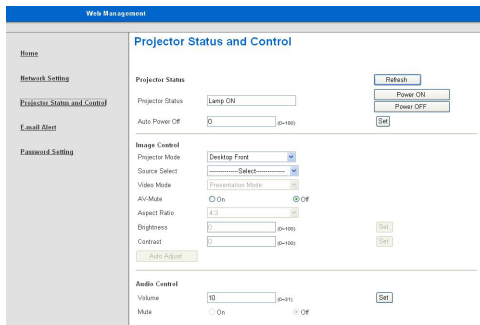 Web Management
Projector Status and Control
Home
Network Setting
Projector Status and Control
E.mail Alert
Password Setting
Projector Status
Refresh
Projector Status Lamp ON
Power ON
Power OFF
Auto Power Off 0 (0~180) Set
Image Control
Projector Mode Desktop Front
Source Select --------------Select--------------
Video Mode Presentation Mode
AV-Mute On Off
Aspect Ratio 4:3
Brightness 0 (0~100) Set
Contrast 0 (0~100) Set
Auto Adjust
Audio Control
Volume 10 (0~31) Set
Mute On Off